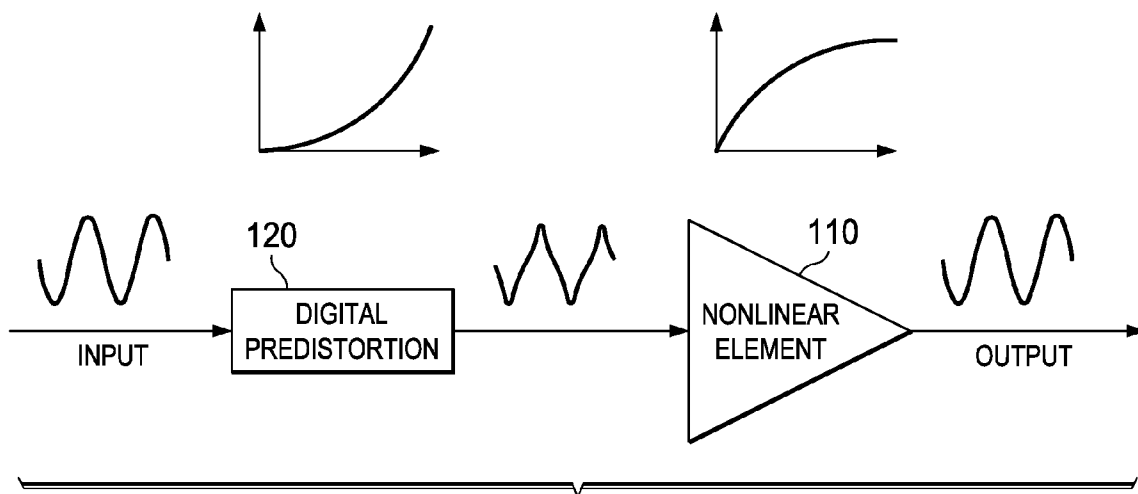 120
110
DIGITAL
PREDISTORTION
NONLINEAR
ELEMENT
INPUT
OUTPUT